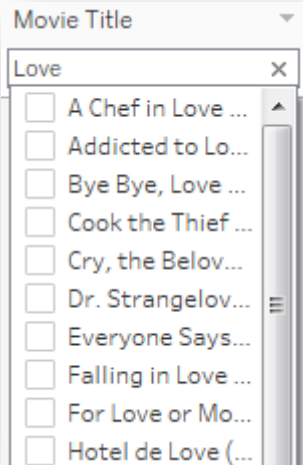 Movie Title
Love
A Chef in Love ...
Addicted to Lo...
Bye Bye, Love ...
Cook the Thief ...
Cry, the Belov...
Dr. Strangelov...
Everyone Says...
Falling in Love ...
For Love or Mo...
Hotel de Love (...